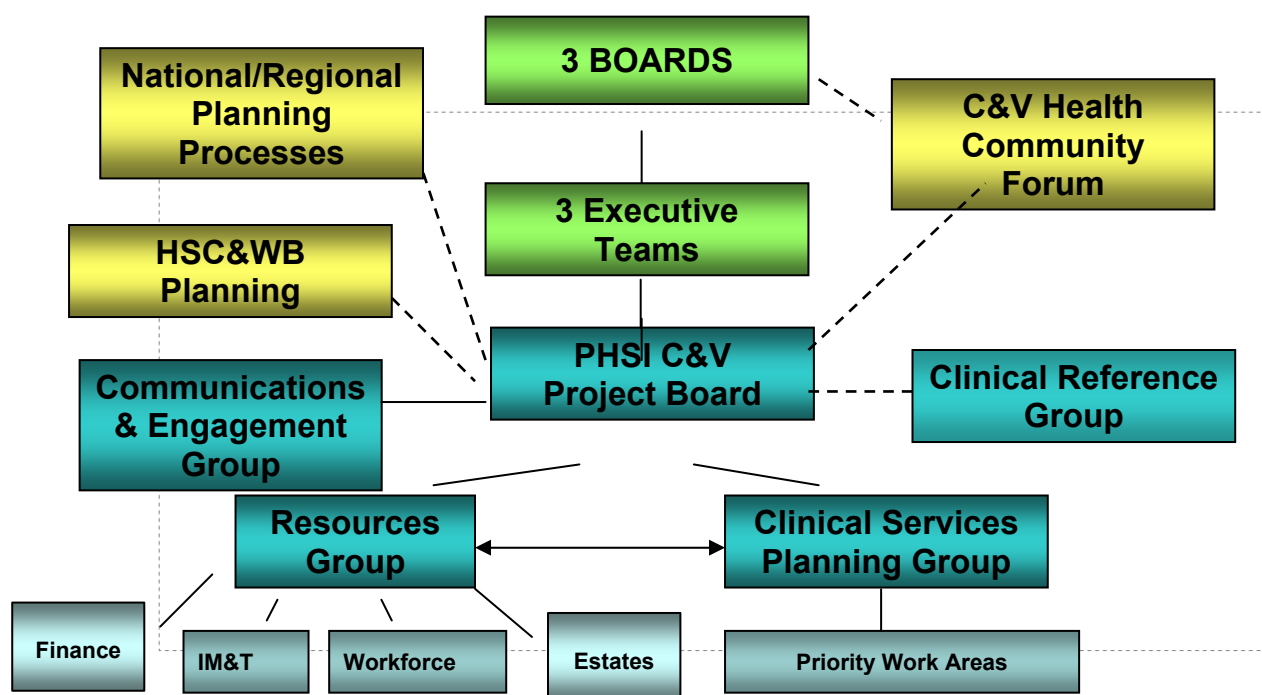 National/Regional
Planning
Processes
3 BOARDS
C&V Health
Community
Forum
3 Executive
Teams
HSC&WB
Planning
PHSI C&V
Project Board
Communications
& Engagement
Group
Clinical Reference
Group
Resources
Group
Clinical Services
Planning Group
Finance
IM&T
Workforce
Estates
Priority Work Areas